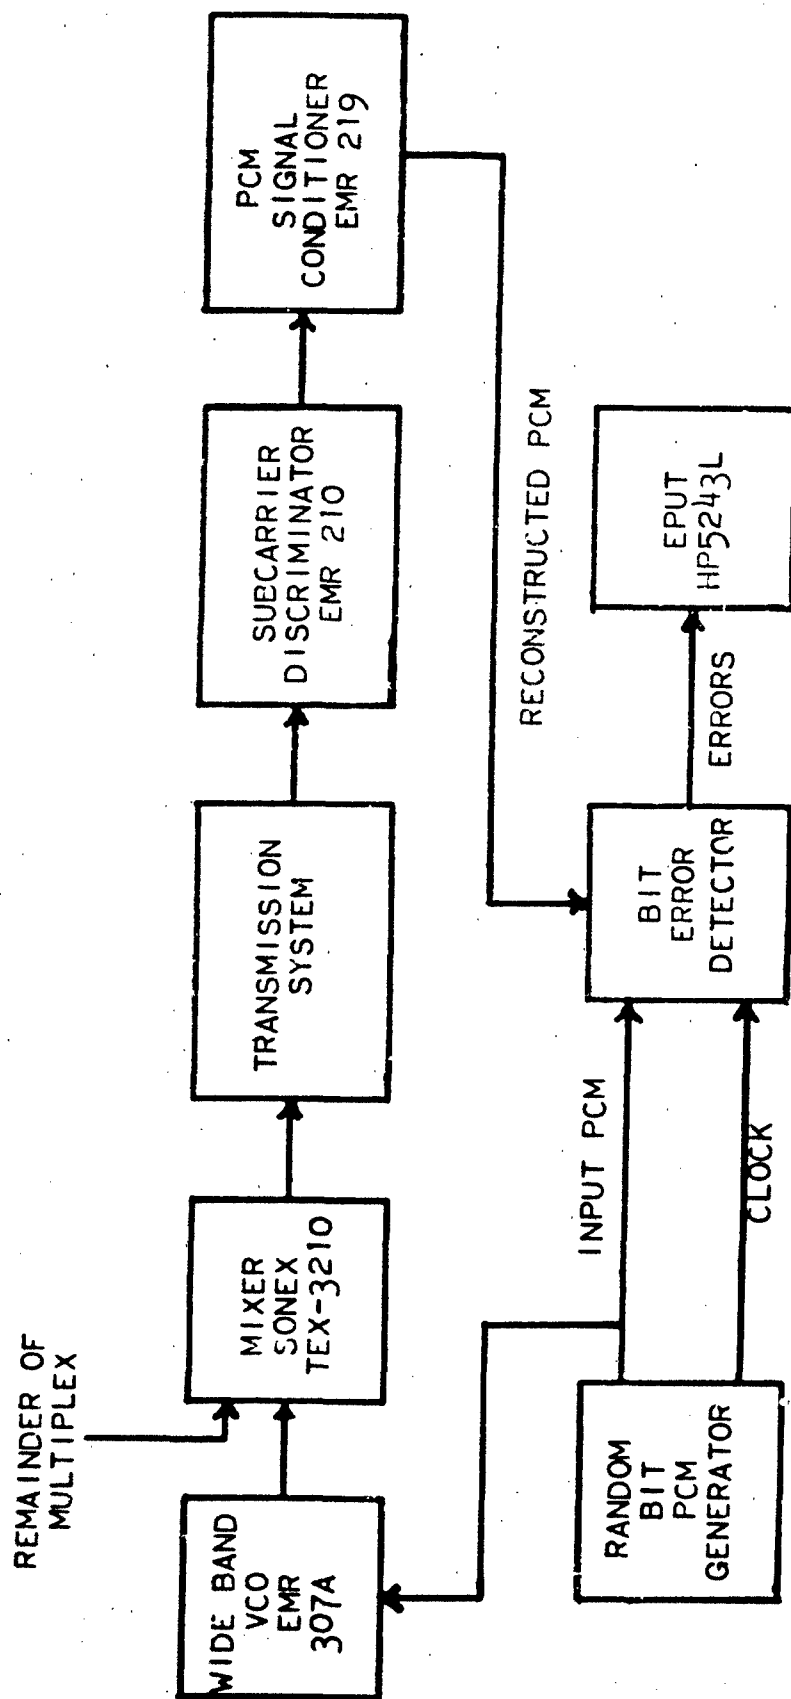 REMAINDER OF
MULTIPLEX
WIDE BAND
VCO
EMR
307A
MIXER
SONEX
TEX-3210
TRANSMISSION
SYSTEM
SUBCARRIER
DISCRIMINATOR
EMR 210
PCM
SIGNAL
CONDITIONER
EMR 219
RECONSTRUCTED PCM
RANDOM
BIT
PCM
GENERATOR
INPUT PCM
CLOCK
BIT
ERROR
DETECTOR
ERRORS
EPUT
HP5243L